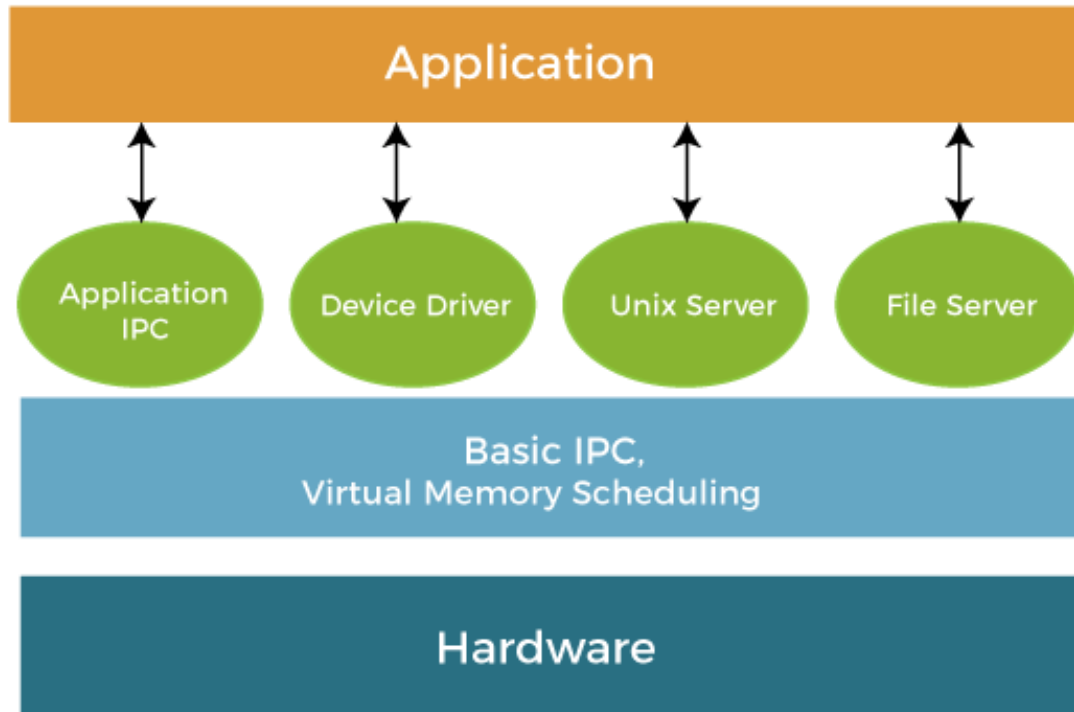 Application
Application
IPC
Device Driver
Unix Server
File Server
Basic IPC,
Virtual Memory Scheduling
Hardware